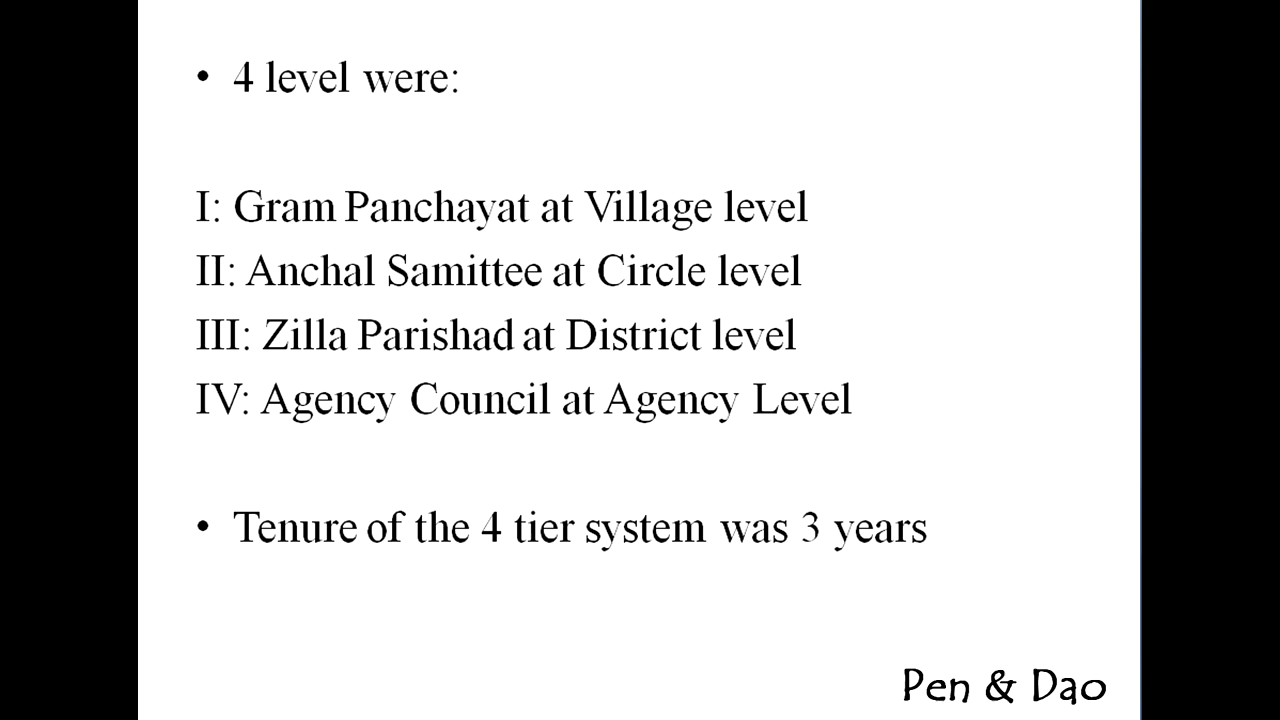 • 4 level were:
I: Gram Panchayat at Village level
II: Anchal Samittee at Circle level
III: Zilla Parishad at District level
IV: Agency Council at Agency Level
• Tenure of the 4 tier system was 3 years
Pen & Dao